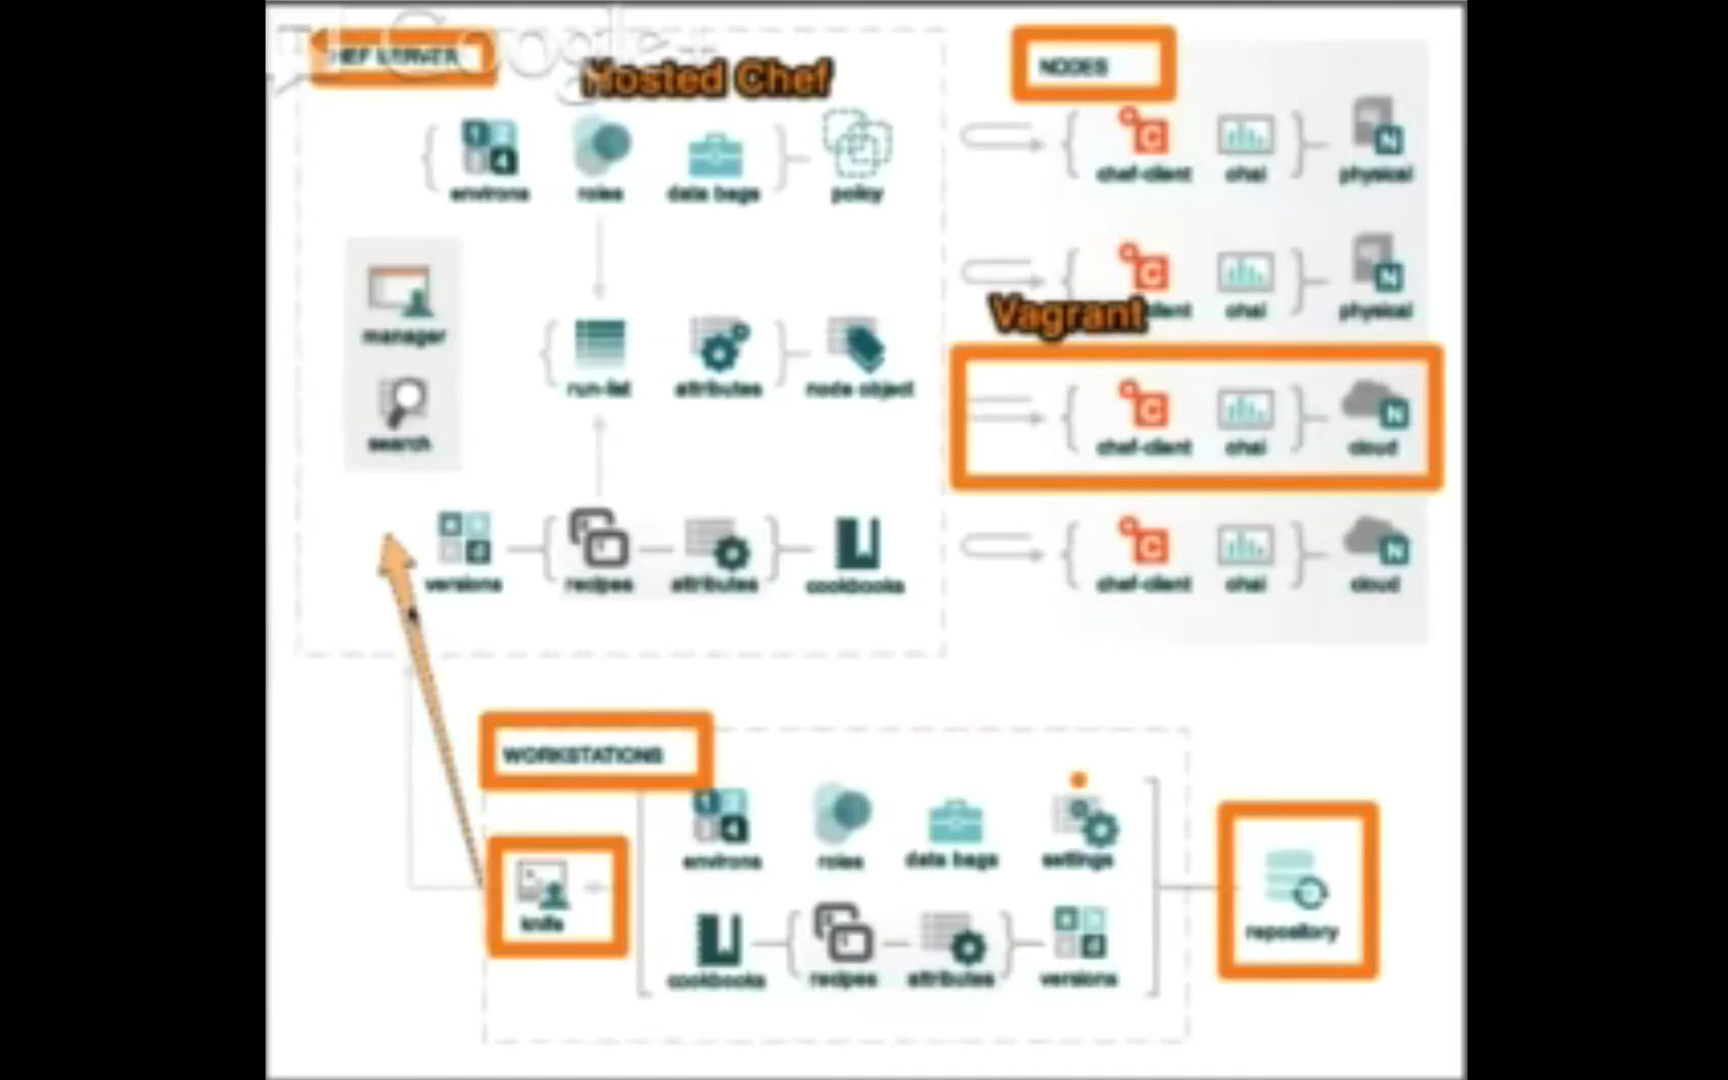 CHEF SERVER
Google+
Hosted Chef
environs
roles
data bags
policy
manager
search
run-list
attributes
node object
versions
recipes
attributes
cookbooks
NODES
chef-client
ohai
physical
Vagrant
ohai
physical
chef-client
ohai
cloud
chef-client
ohai
cloud
WORKSTATIONS
knife
environs
roles
data bags
settings
cookbooks
recipes
attributes
versions
repository